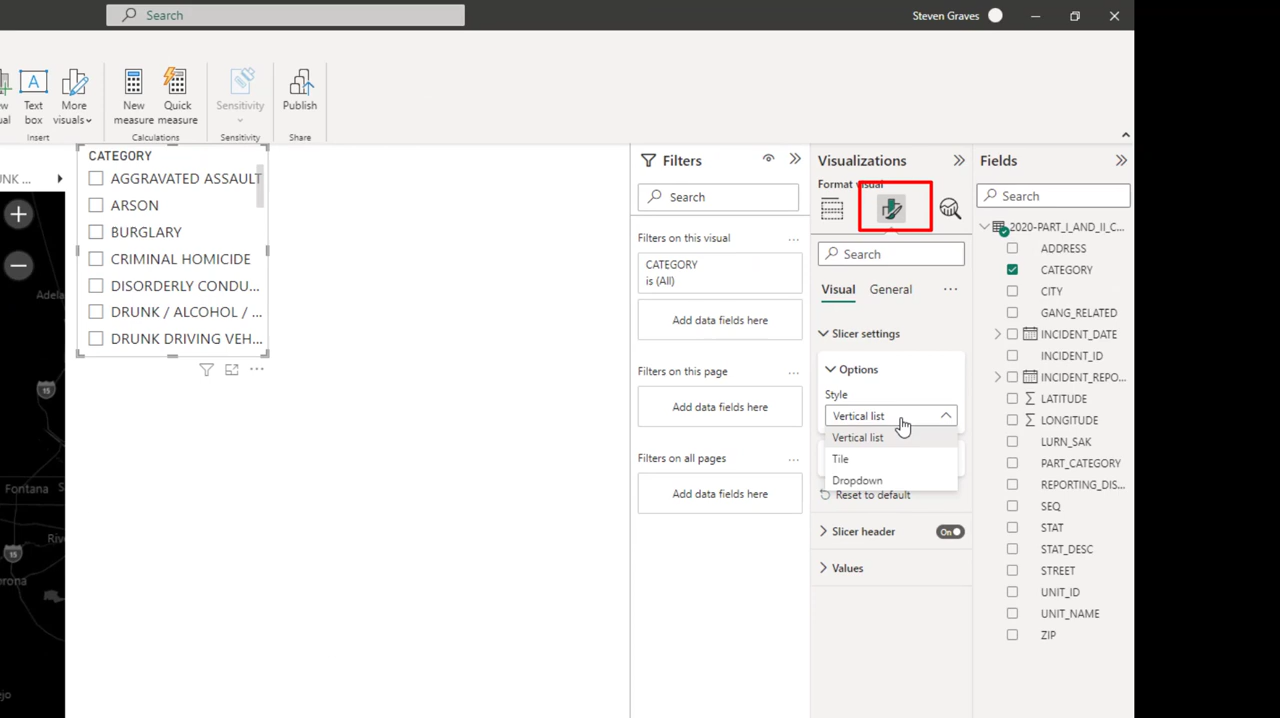 Search
Steven Graves
Text
box
More
visuals
New
measure
Quick
measure
Sensitivity
Publish
Insert
Calculations
Sensitivity
Share
CATEGORY
AGGRAVATED ASSAULT
ARSON
BURGLARY
CRIMINAL HOMICIDE
DISORDERLY CONDU...
DRUNK / ALCOHOL / ...
DRUNK DRIVING VEH...
15
Fontana
15
Filters
Search
Filters on this visual
CATEGORY
is (All)
Add data fields here
Filters on this page
Add data fields here
Filters on all pages
Add data fields here
Visualizations
Format visual
Search
Visual
General
Slicer settings
Options
Style
Vertical list
Vertical list
Tile
Dropdown
Reset to default
Slicer header
On
Values
Fields
Search
2020-PART_I_AND_II_C...
ADDRESS
CATEGORY
CITY
GANG_RELATED
INCIDENT_DATE
INCIDENT_ID
INCIDENT_REPO...
LATITUDE
LONGITUDE
LURN_SAK
PART_CATEGORY
REPORTING_DIS...
SEQ
STAT
STAT_DESC
STREET
UNIT_ID
UNIT_NAME
ZIP